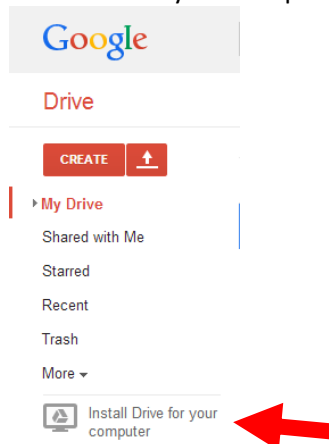 Google
Drive
CREATE
My Drive
Shared with Me
Starred
Recent
Trash
More
Install Drive for your
computer